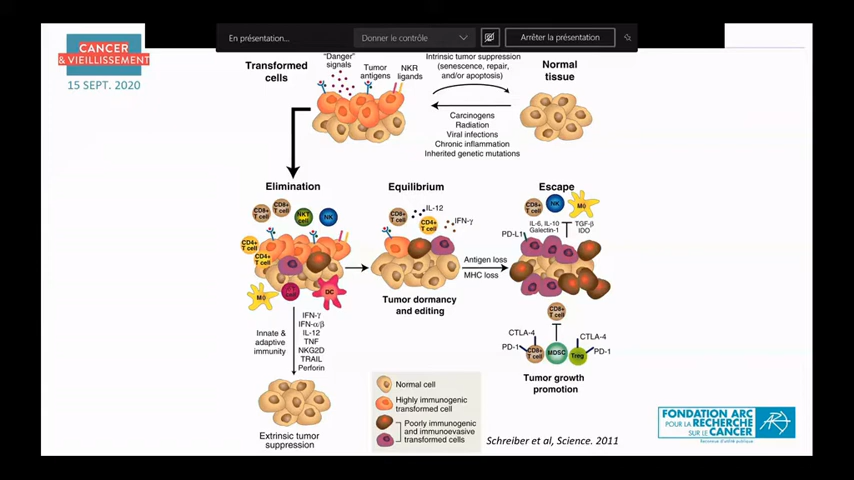 En présentation...
Donner le contrôle
Arrêter la présentation
CANCER
& VIEILLISSEMENT
15 SEPT. 2020
Transformed
cells
"Danger"
signals
Tumor
antigens
NKR
ligands
Intrinsic tumor suppression
(senescence, repair,
and/or apoptosis)
Normal
tissue
Carcinogens
Radiation
Viral infections
Chronic inflammation
Inherited genetic mutations
Elimination
Equilibrium
Escape
CD8+
T cell
CD8+
T cell
NKT
cell
NK
CD4+
T cell
CD4+
T cell
Mϕ
DC
CD8+
T cell
IL-12
CD4+
T cell
IFN-γ
CD8+
T cell
NK
Mϕ
IL-6, IL-10
Galectin-1
TGF-β
IDO
PD-L1
Antigen loss
MHC loss
Tumor dormancy
and editing
CD8+
T cell
CTLA-4
PD-1
CD8+
T cell
MDSC
Treg
CTLA-4
PD-1
Tumor growth
promotion
Innate &
adaptive
immunity
IFN-γ
IFN-α/β
IL-12
TNF
NKG2D
TRAIL
Perforin
Extrinsic tumor
suppression
Normal cell
Highly immunogenic
transformed cell
Poorly immunogenic
and immunoevasive
transformed cells
Schreiber et al, Science. 2011
FONDATION ARC
POUR LA RECHERCHE
SUR LE CANCER
Reconnue d'utilité publique